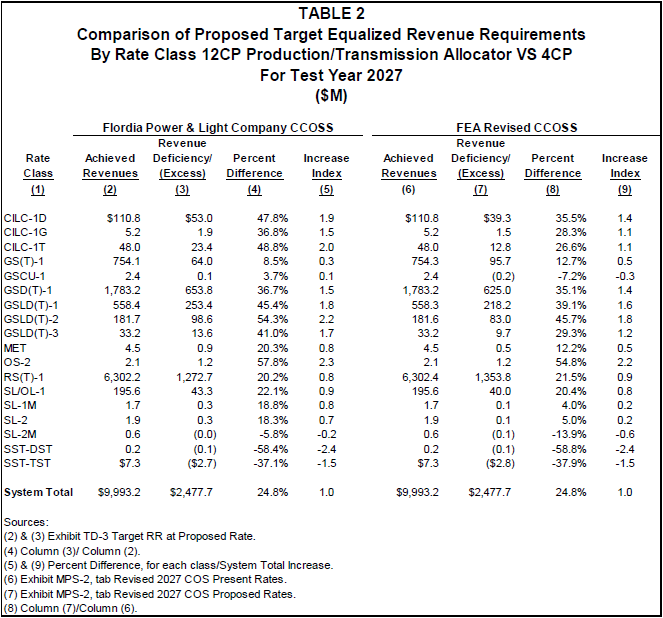 TABLE 2
Comparison of Proposed Target Equalized Revenue Requirements
By Rate Class 12CP Production/Transmission Allocator VS 4CP
For Test Year 2027
($M)
Flordia Power & Light Company CCOSS FEA Revised CCOSS
Revenue Revenue
Rate Achieved Deficiency/ Percent Increase Achieved Deficiency/ Percent Increase
Class Revenues (Excess) Difference Index Revenues (Excess) Difference Index
(1) (2) (3) (4) (5) (6) (7) (8) (9)
CILC-1D $110.8 $53.0 47.8% 1.9 $110.8 $39.3 35.5% 1.4
CILC-1G 5.2 1.9 36.8% 1.5 5.2 1.5 28.3% 1.1
CILC-1T 48.0 23.4 48.8% 2.0 48.0 12.8 26.6% 1.1
GS(T)-1 754.1 64.0 8.5% 0.3 754.3 95.7 12.7% 0.5
GSCU-1 2.4 0.1 3.7% 0.1 2.4 (0.2) -7.2% -0.3
GSD(T)-1 1,783.2 653.8 36.7% 1.5 1,783.2 625.0 35.1% 1.4
GSLD(T)-1 558.4 253.4 45.4% 1.8 558.3 218.2 39.1% 1.6
GSLD(T)-2 181.7 98.6 54.3% 2.2 181.6 83.0 45.7% 1.8
GSLD(T)-3 33.2 13.6 41.0% 1.7 33.2 9.7 29.3% 1.2
MET 4.5 0.9 20.3% 0.8 4.5 0.5 12.2% 0.5
OS-2 2.1 1.2 57.8% 2.3 2.1 1.2 54.8% 2.2
RS(T)-1 6,302.2 1,272.7 20.2% 0.8 6,302.4 1,353.8 21.5% 0.9
SL/OL-1 195.6 43.3 22.1% 0.9 195.6 40.0 20.4% 0.8
SL-1M 1.7 0.3 18.8% 0.8 1.7 0.1 4.0% 0.2
SL-2 1.9 0.3 18.3% 0.7 1.9 0.1 5.0% 0.2
SL-2M 0.6 (0.0) -5.8% -0.2 0.6 (0.1) -13.9% -0.6
SST-DST 0.2 (0.1) -58.4% -2.4 0.2 (0.1) -58.8% -2.4
SST-TST $7.3 ($2.7) -37.1% -1.5 $7.3 ($2.8) -37.9% -1.5
System Total $9,993.2 $2,477.7 24.8% 1.0 $9,993.2 $2,477.7 24.8% 1.0
Sources:
(2) & (3) Exhibit TD-3 Target RR at Proposed Rate.
(4) Column (3)/ Column (2).
(5) & (9) Percent Difference, for each class/System Total Increase.
(6) Exhibit MPS-2, tab Revised 2027 COS Present Rates.
(7) Exhibit MPS-2, tab Revised 2027 COS Proposed Rates.
(8) Column (7)/Column (6).